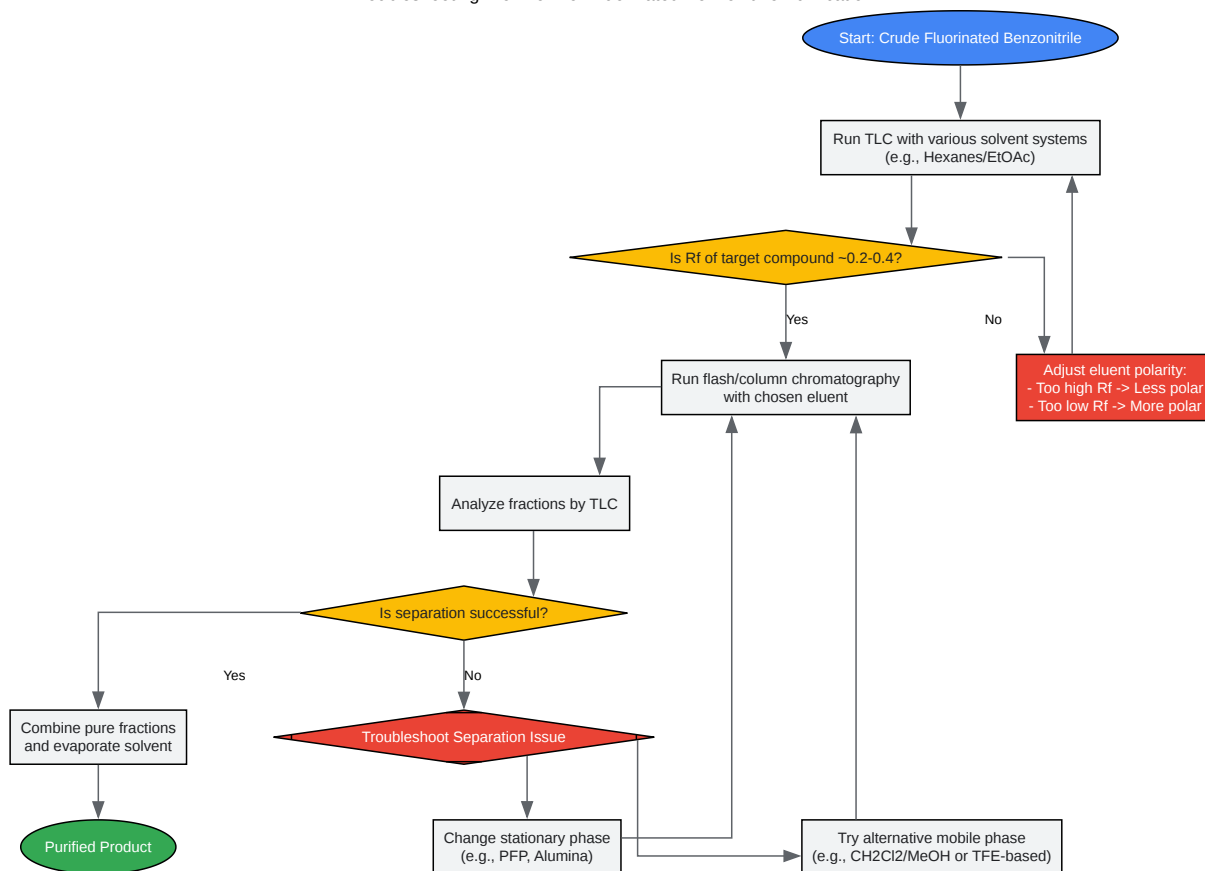 Start: Crude Fluorinated Benzonitrile
Run TLC with various solvent systems
(e.g., Hexanes/EtOAc)
Is Rf of target compound ~0.2-0.4?
Yes
No
Adjust eluent polarity:
- Too high Rf -> Less polar
- Too low Rf -> More polar
Run flash/column chromatography
with chosen eluent
Analyze fractions by TLC
Is separation successful?
Yes
No
Combine pure fractions
and evaporate solvent
Troubleshoot Separation Issue
Purified Product
Change stationary phase
(e.g., PFP, Alumina)
Try alternative mobile phase
(e.g., CH2Cl2/MeOH or TFE-based)